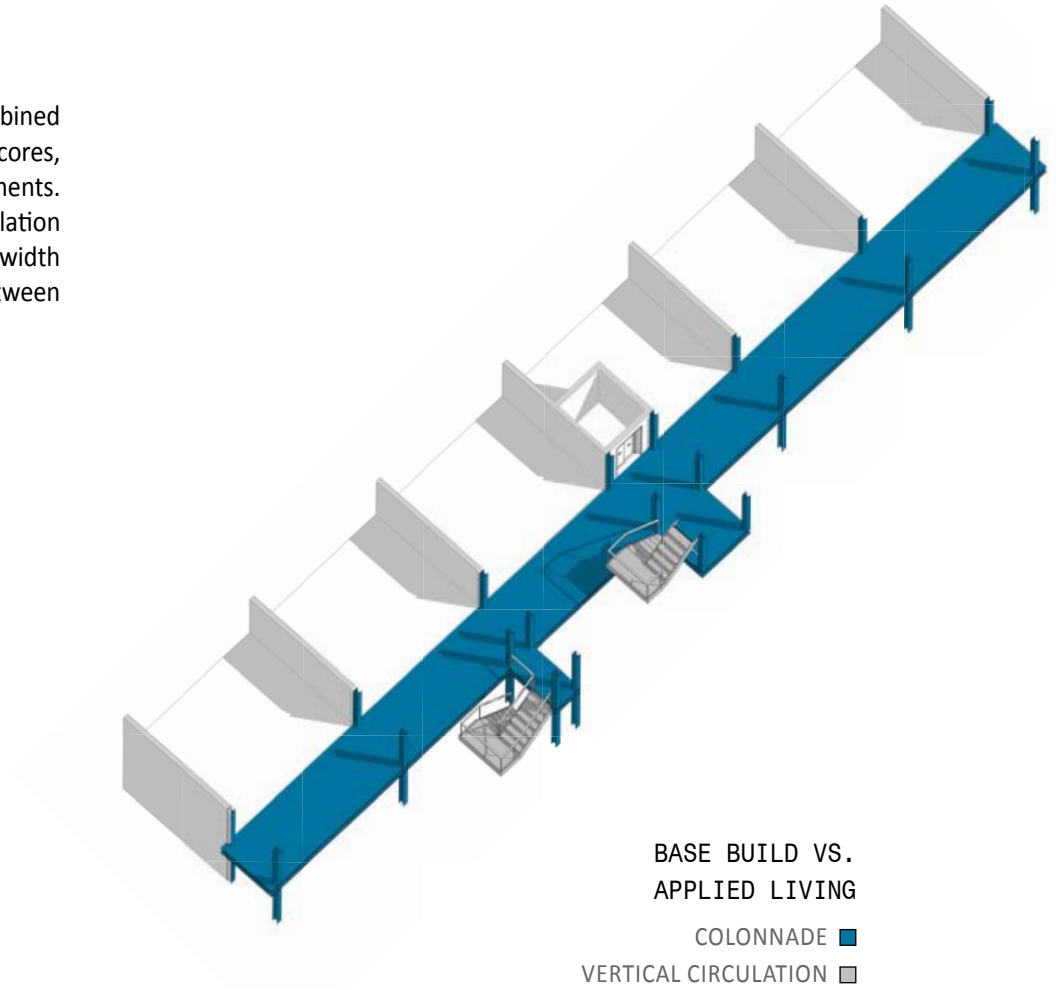 bined
cores,
nents.
lation
width
tween
BASE BUILD VS.
APPLIED LIVING
COLONNADE
VERTICAL CIRCULATION